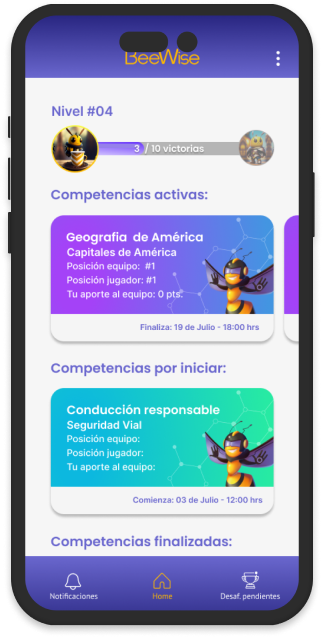 BeeWise
Nivel #04
3 / 10 victorias
Competencias activas:
Geografia de América
Capitales de América
Posición equipo: #1
Posición jugador: #1
Tu aporte al equipo: 0 pts.
Finaliza: 19 de Julio - 18:00 hrs
Competencias por iniciar:
Conducción responsable
Seguridad Vial
Posición equipo:
Posición jugador:
Tu aporte al equipo:
Comienza: 03 de Julio - 12:00 hrs
Competencias finalizadas:
Notificaciones
Home
Desaf. pendientes